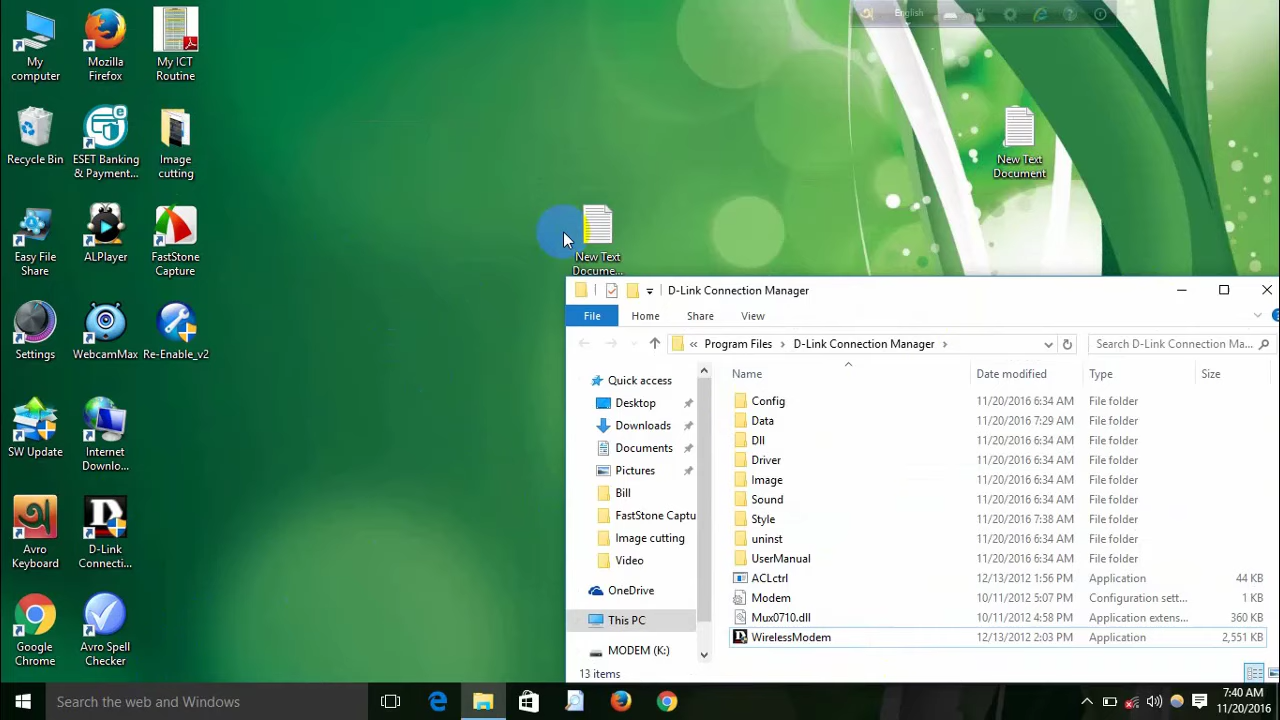 My
computer
Mozilla
Firefox
My ICT
Routine
Recycle Bin
ESET Banking
& Payment...
Image
cutting
Easy File
Share
ALPlayer
FastStone
Capture
Settings
WebcamMax
Re-Enable_v2
SW Update
Internet
Downlo...
Avro
Keyboard
D-Link
Connecti...
Google
Chrome
Avro Spell
Checker
English
New Text
Document
New Text
Docume...
D-Link Connection Manager
File Home Share View
« Program Files > D-Link Connection Manager > Search D-Link Connection Ma...
Quick access
Desktop
Downloads
Documents
Pictures
Bill
FastStone Captu
Image cutting
Video
OneDrive
This PC
MODEM (K:)
Name Date modified Type Size
Config 11/20/2016 6:34 AM File folder
Data 11/20/2016 7:29 AM File folder
Dll 11/20/2016 6:34 AM File folder
Driver 11/20/2016 6:34 AM File folder
Image 11/20/2016 6:34 AM File folder
Sound 11/20/2016 6:34 AM File folder
Style 11/20/2016 7:38 AM File folder
uninst 11/20/2016 6:34 AM File folder
UserManual 11/20/2016 6:34 AM File folder
ACLctrl 12/13/2012 1:56 PM Application 44 KB
Modem 10/11/2012 5:07 PM Configuration sett... 1 KB
Mux0710.dll 10/11/2012 4:58 PM Application extens... 360 KB
WirelessModem 12/13/2012 2:03 PM Application 2,551 KB
13 items
Search the web and Windows
7:40 AM
11/20/2016